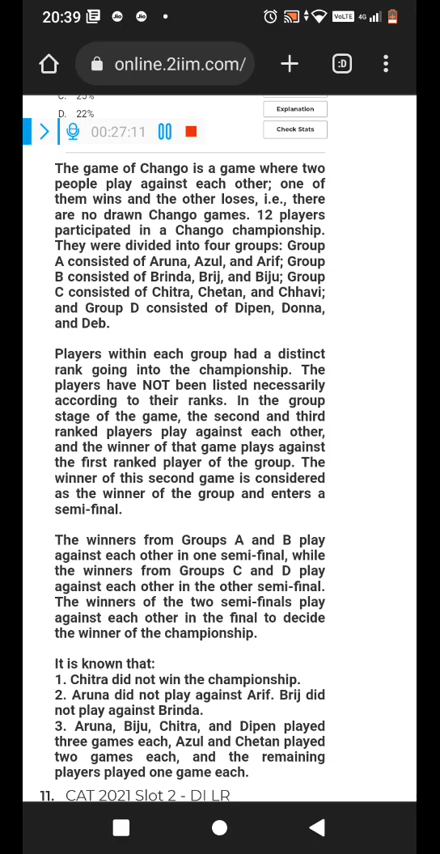 20:39 Jio Jio VoLTE 4G
online.2iim.com/ :D
Explanation
D. 22%
00:27:11 Check Stats
The game of Chango is a game where two
people play against each other; one of
them wins and the other loses, i.e., there
are no drawn Chango games. 12 players
participated in a Chango championship.
They were divided into four groups: Group
A consisted of Aruna, Azul, and Arif; Group
B consisted of Brinda, Brij, and Biju; Group
C consisted of Chitra, Chetan, and Chhavi;
and Group D consisted of Dipen, Donna,
and Deb.
Players within each group had a distinct
rank going into the championship. The
players have NOT been listed necessarily
according to their ranks. In the group
stage of the game, the second and third
ranked players play against each other,
and the winner of that game plays against
the first ranked player of the group. The
winner of this second game is considered
as the winner of the group and enters a
semi-final.
The winners from Groups A and B play
against each other in one semi-final, while
the winners from Groups C and D play
against each other in the other semi-final.
The winners of the two semi-finals play
against each other in the final to decide
the winner of the championship.
It is known that:
1. Chitra did not win the championship.
2. Aruna did not play against Arif. Brij did
not play against Brinda.
3. Aruna, Biju, Chitra, and Dipen played
three games each, Azul and Chetan played
two games each, and the remaining
players played one game each.
11. CAT 2021 Slot 2 - DI LR